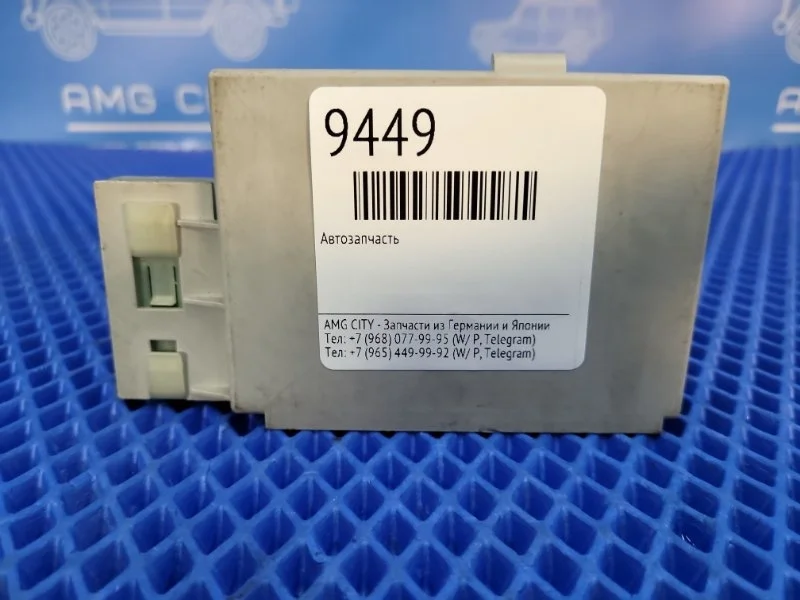 AMG C
AMG
9449
Автозапчасть
AMG CITY - Запчасти из Германии и Японии
Тел: +7 (968) 077-99-95 (W/ P, Telegram)
Тел: +7 (965) 449-99-92 (W/ P, Telegram)